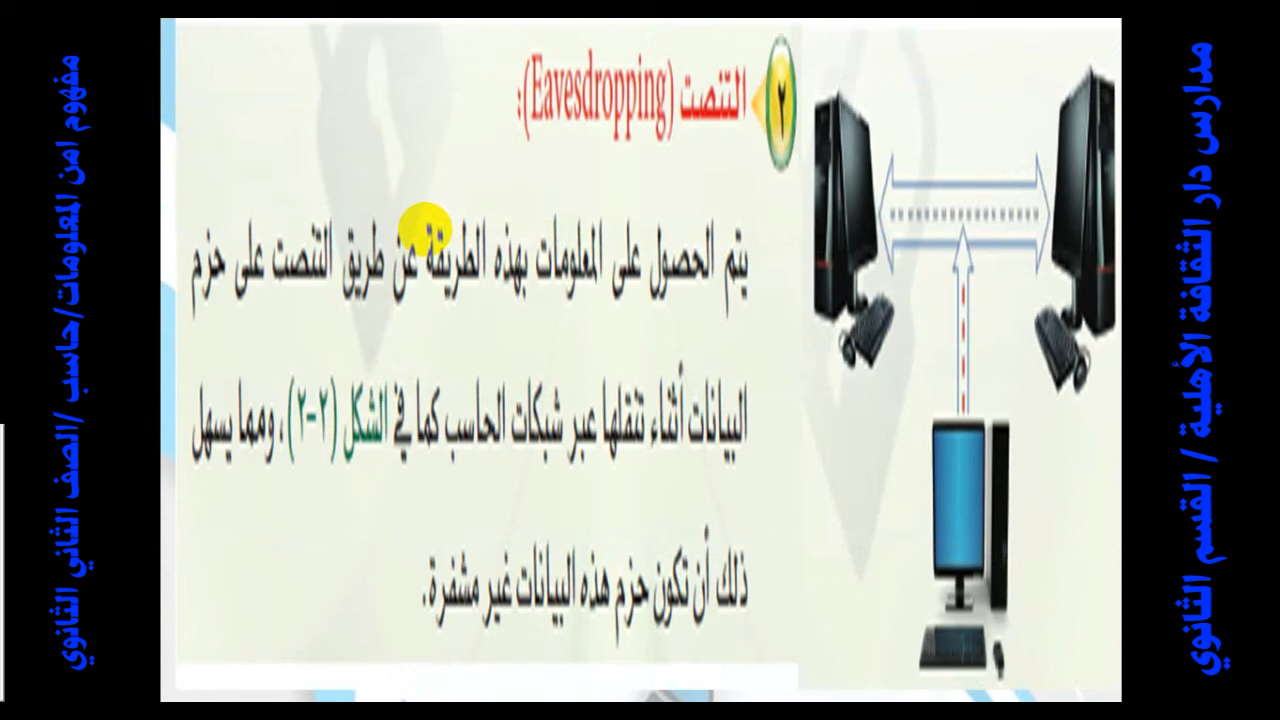 مدارس دار الثقافة الأهلية / القسم الثانوي
٢
التنصت (Eavesdropping):
يتم الحصول على المعلومات بهذه الطريقة عن طريق التنصت على حزم
البيانات أثناء تنقلها عبر شبكات الحاسب كما في الشكل (٢-٢)، ومما يسهل
ذلك أن تكون حزم هذه البيانات غير مشفرة.
مفهوم امن المعلومات/حاسب /الصف الثاني الثانوي